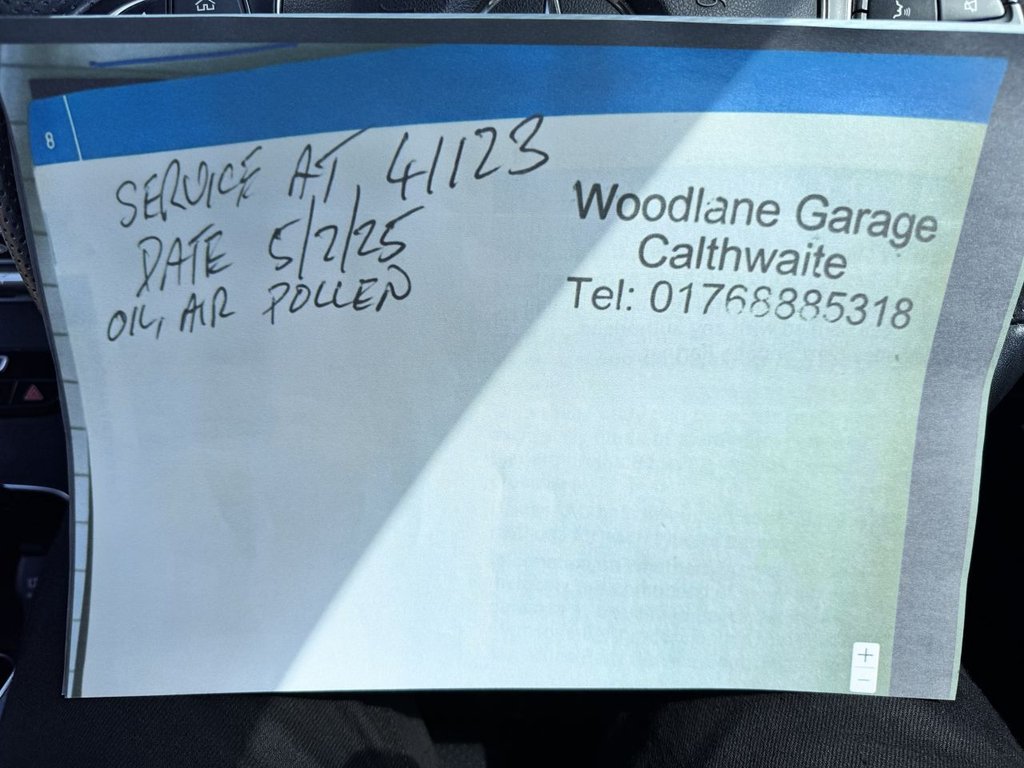 8
SERVICE AT 41123
DATE 5/2/25
OIL, AIR POLLEN
Woodlane Garage
Calthwaite
Tel: 01768885318
+
−